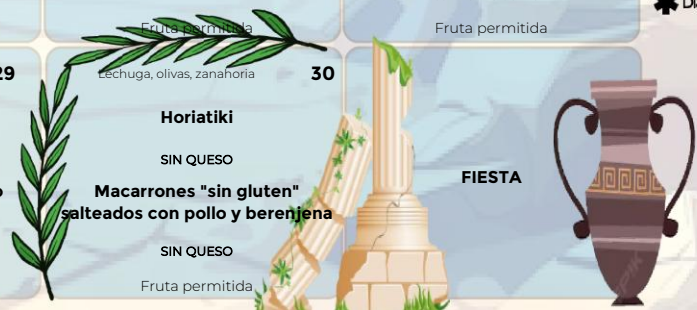 Fruta permitida
Fruta permitida
29
Lechuga, olivas, zanahoria
30
Horiatiki
SIN QUESO
Macarrones "sin gluten"
salteados con pollo y berenjena
SIN QUESO
Fruta permitida
FIESTA